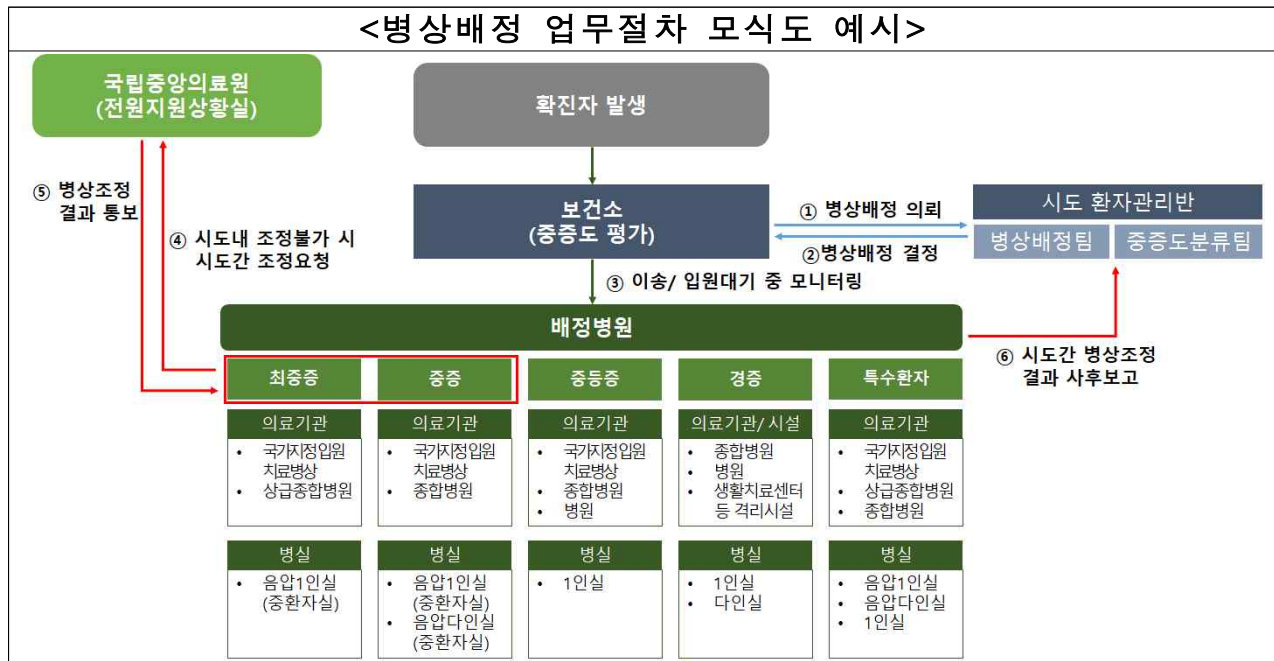 <병상배정 업무절차 모식도 예시>
국립중앙의료원
(전원지원상황실)
확진자 발생
⑤ 병상조정
결과 통보
④ 시도내 조정불가 시
시도간 조정요청
보건소
(중증도 평가)
① 병상배정 의뢰
②병상배정 결정
시도 환자관리반
병상배정팀
중증도분류팀
③ 이송/ 입원대기 중 모니터링
배정병원
⑥ 시도간 병상조정
결과 사후보고
최중증
중증
중등증
경증
특수환자
의료기관
• 국가지정입원
치료병상
• 상급종합병원
의료기관
• 국가지정입원
치료병상
• 종합병원
의료기관
• 국가지정입원
치료병상
• 종합병원
• 병원
의료기관/ 시설
• 종합병원
• 병원
• 생활치료센터
등 격리시설
의료기관
• 국가지정입원
치료병상
• 상급종합병원
• 종합병원
병실
• 음압1인실
(중환자실)
병실
• 음압1인실
(중환자실)
• 음압다인실
(중환자실)
병실
• 1인실
병실
• 1인실
• 다인실
병실
• 음압1인실
• 음압다인실
• 1인실